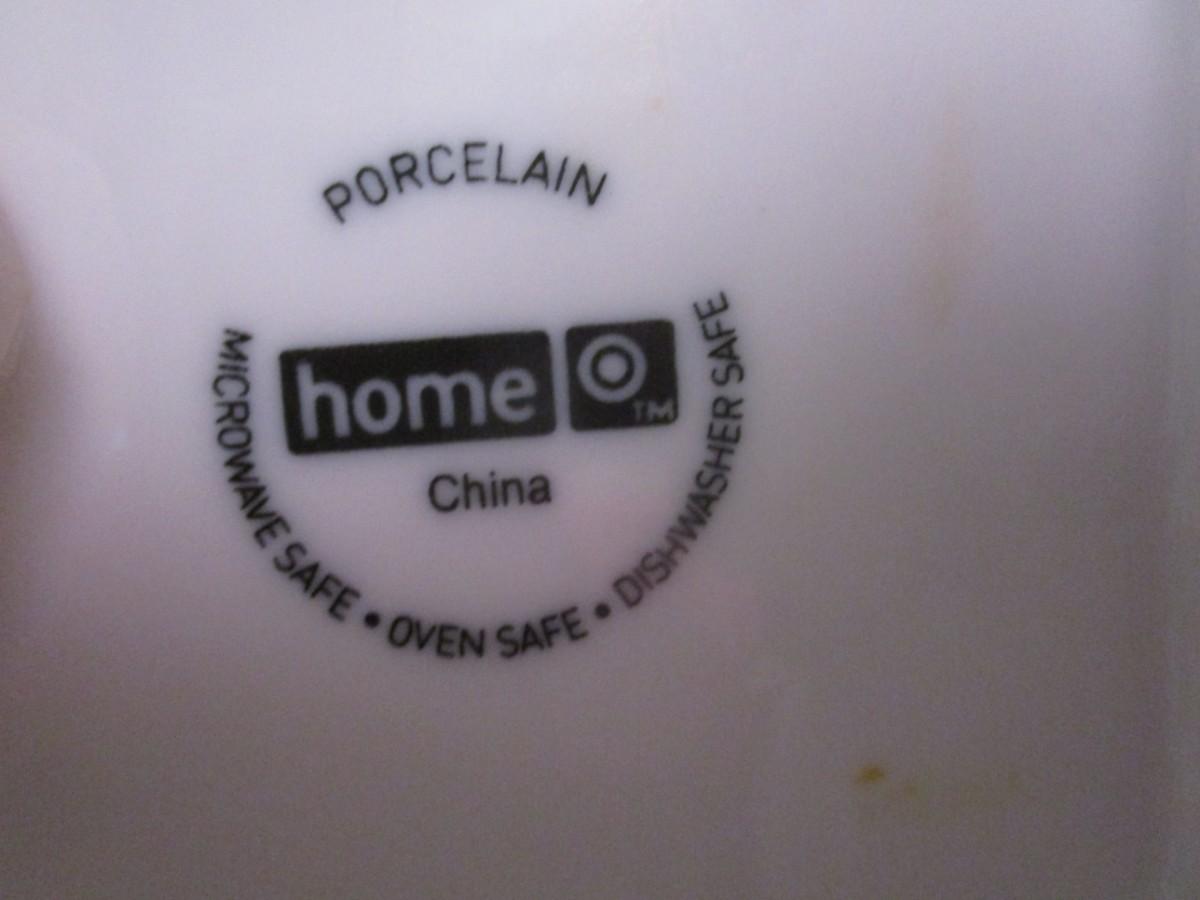 PORCELAIN
home TM
China
MICROWAVE SAFE • OVEN SAFE • DISHWASHER SAFE